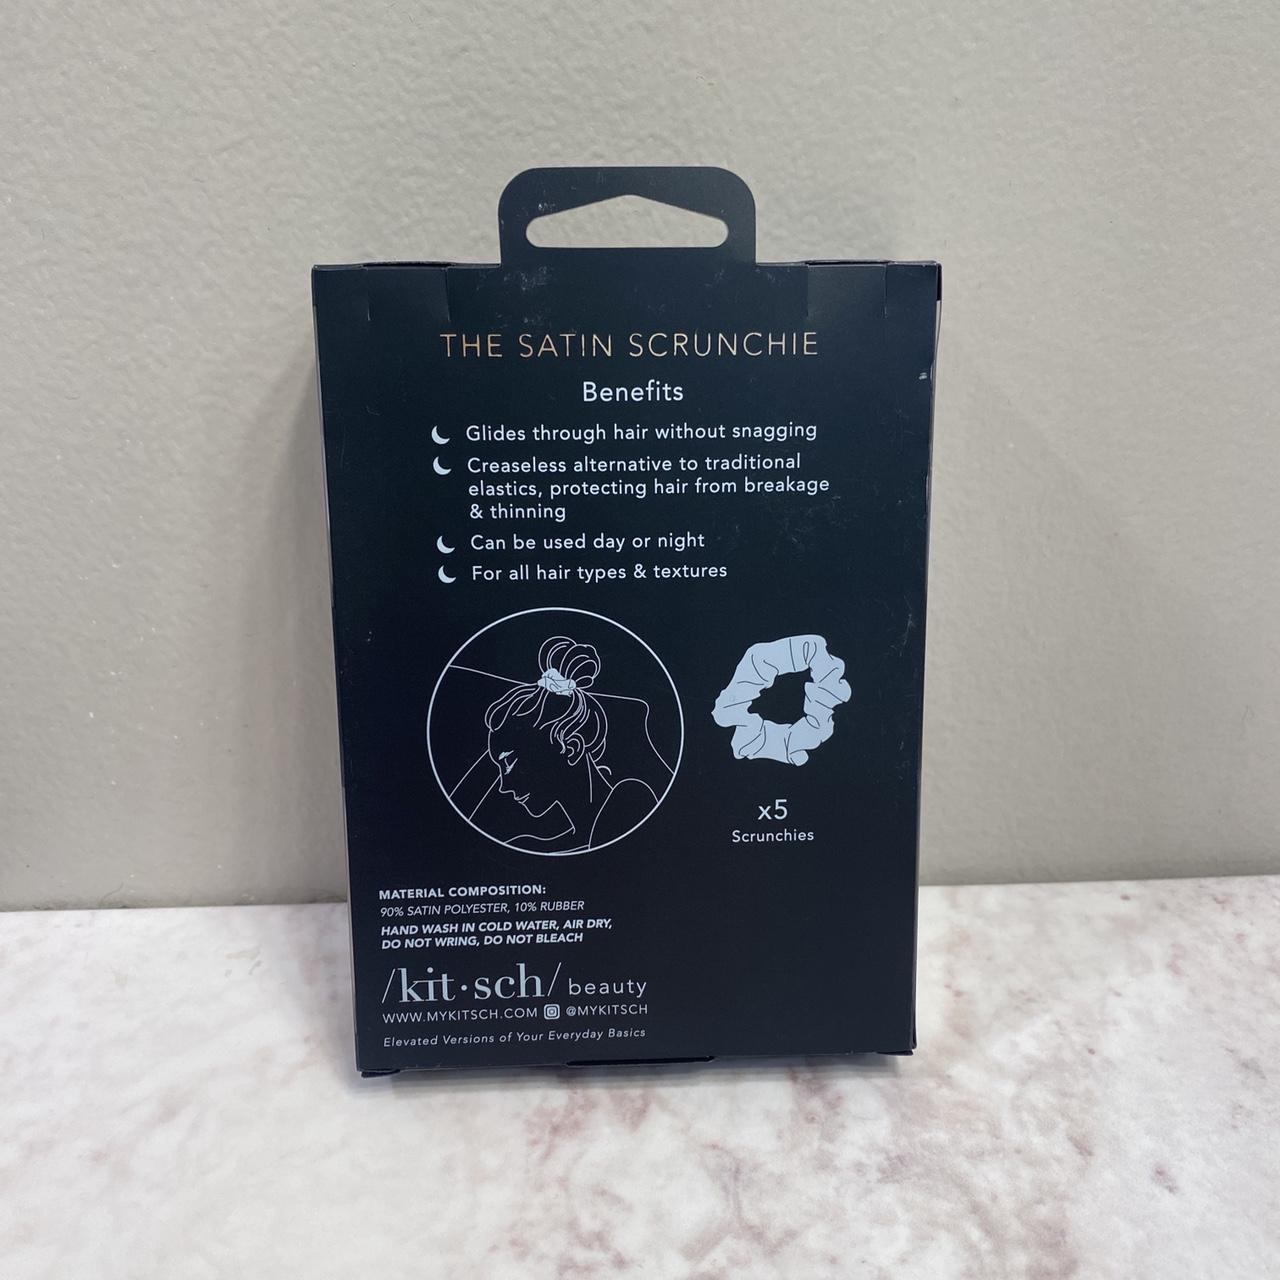 THE SATIN SCRUNCHIE
Benefits
Glides through hair without snagging
Creaseless alternative to traditional
elastics, protecting hair from breakage
& thinning
Can be used day or night
For all hair types & textures
x5
Scrunchies
MATERIAL COMPOSITION:
90% SATIN POLYESTER, 10% RUBBER
HAND WASH IN COLD WATER, AIR DRY,
DO NOT WRING, DO NOT BLEACH
/kit·sch/ beauty
WWW.MYKITSCH.COM @MYKITSCH
Elevated Versions of Your Everyday Basics